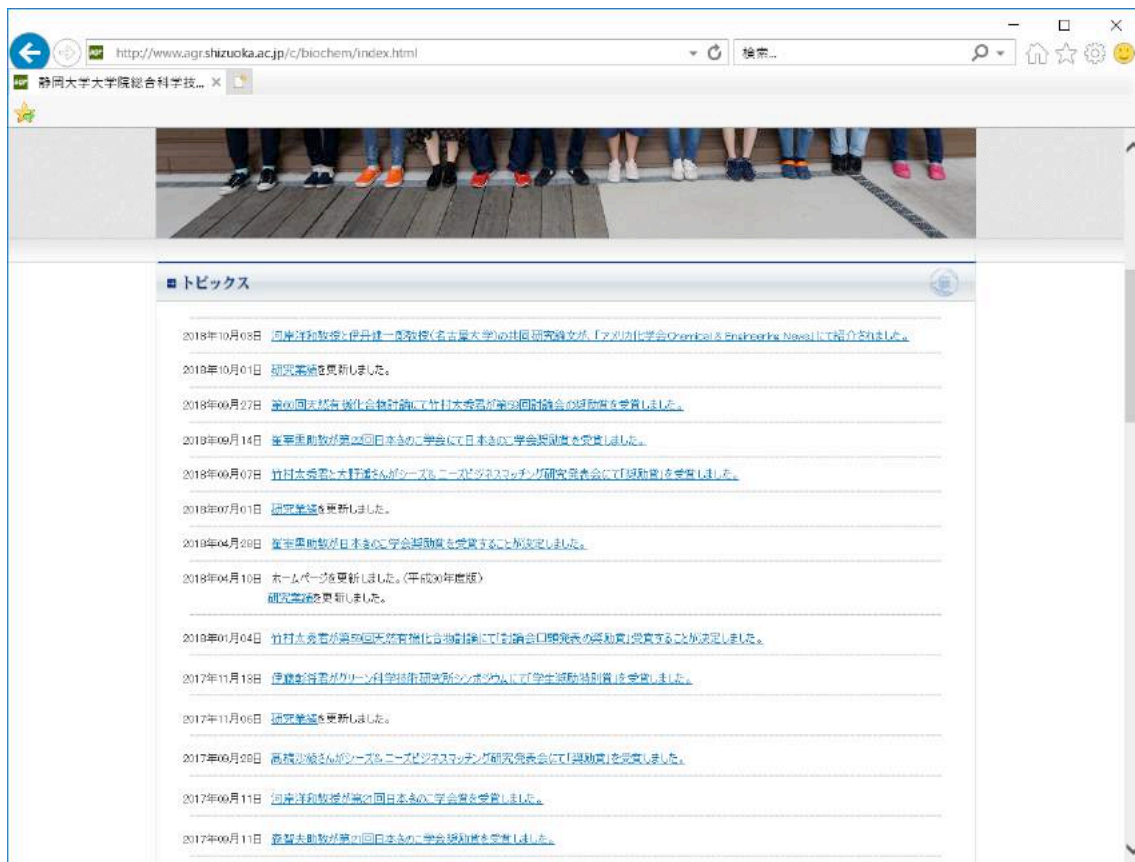 http://www.agr.shizuoka.ac.jp/c/biochem/index.html
検索...
静岡大学大学院総合科学技...
トピックス
2018年10月03日 河岸洋和教授と伊丹健一郎教授(名古屋大学)の共同研究論文が、「アメリカ化学会Chemical & Engineering News」にて紹介されました。
2018年10月01日 研究業績を更新しました。
2018年09月27日 第60回天然有機化合物討論にて竹村太秀君が第59回討論会の奨励賞を受賞しました。
2018年09月14日 助教が第22回日本きのこ学会にて日本きのこ学会奨励賞を受賞しました。
2018年09月07日 竹村太秀君と大野さんがシーズ&ニーズビジネスマッチング研究発表会にて「奨励賞」を受賞しました。
2018年07月01日 研究業績を更新しました。
2018年04月28日 助教が日本きのこ学会奨励賞を受賞することが決定しました。
2018年04月10日 ホームページを更新しました。(平成30年度版)
研究業績を更新しました。
2018年01月04日 竹村太秀君が第59回天然有機化合物討論にて「討論会口頭発表の奨励賞」受賞することが決定しました。
2017年11月13日 伊藤彰将君がグリーン科学技術研究所シンポジウムにて「学生奨励特別賞」を受賞しました。
2017年11月06日 研究業績を更新しました。
2017年09月28日 高橋さんがシーズ&ニーズビジネスマッチング研究発表会にて「奨励賞」を受賞しました。
2017年09月11日 河岸洋和教授が第21回日本きのこ学会賞を受賞しました。
2017年09月11日 森智夫助教が第21回日本きのこ学会奨励賞を受賞しました。